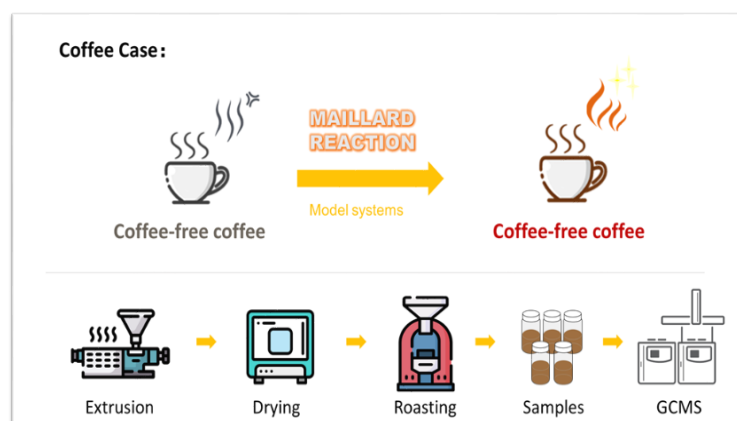 Coffee Case:
MAILLARD
REACTION
Model systems
Coffee-free coffee
Coffee-free coffee
Extrusion
Drying
Roasting
Samples
GCMS